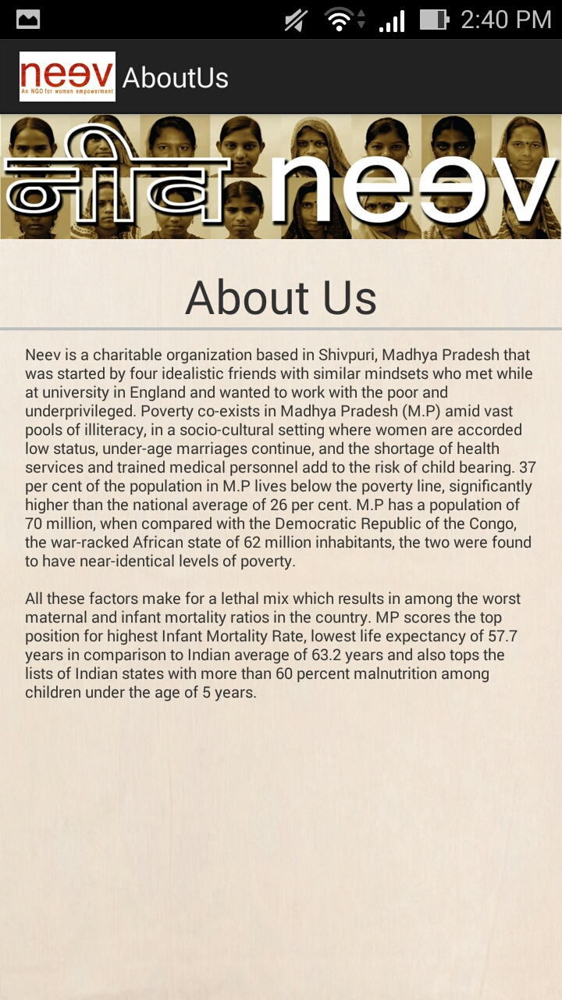 2:40 PM
neev
An NGO for women empowerment
AboutUs
नीव neev
About Us
Neev is a charitable organization based in Shivpuri, Madhya Pradesh that
was started by four idealistic friends with similar mindsets who met while
at university in England and wanted to work with the poor and
underprivileged. Poverty co-exists in Madhya Pradesh (M.P) amid vast
pools of illiteracy, in a socio-cultural setting where women are accorded
low status, under-age marriages continue, and the shortage of health
services and trained medical personnel add to the risk of child bearing. 37
per cent of the population in M.P lives below the poverty line, significantly
higher than the national average of 26 per cent. M.P has a population of
70 million, when compared with the Democratic Republic of the Congo,
the war-racked African state of 62 million inhabitants, the two were found
to have near-identical levels of poverty.
All these factors make for a lethal mix which results in among the worst
maternal and infant mortality ratios in the country. MP scores the top
position for highest Infant Mortality Rate, lowest life expectancy of 57.7
years in comparison to Indian average of 63.2 years and also tops the
lists of Indian states with more than 60 percent malnutrition among
children under the age of 5 years.